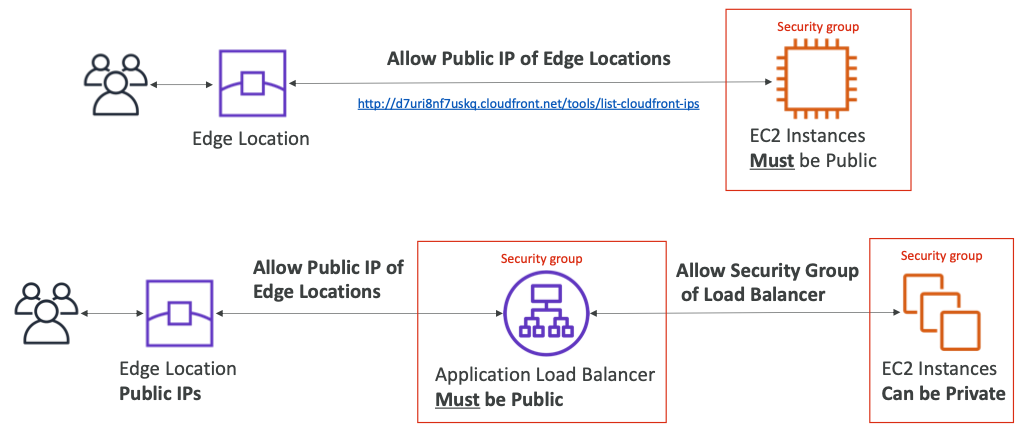 Security group
Allow Public IP of Edge Locations
http://d7uri8nf7uskq.cloudfront.net/tools/list-cloudfront-ips
Edge Location
EC2 Instances
Must be Public
Security group
Allow Public IP of
Edge Locations
Security group
Allow Security Group
of Load Balancer
Edge Location
Public IPs
Application Load Balancer
Must be Public
EC2 Instances
Can be Private